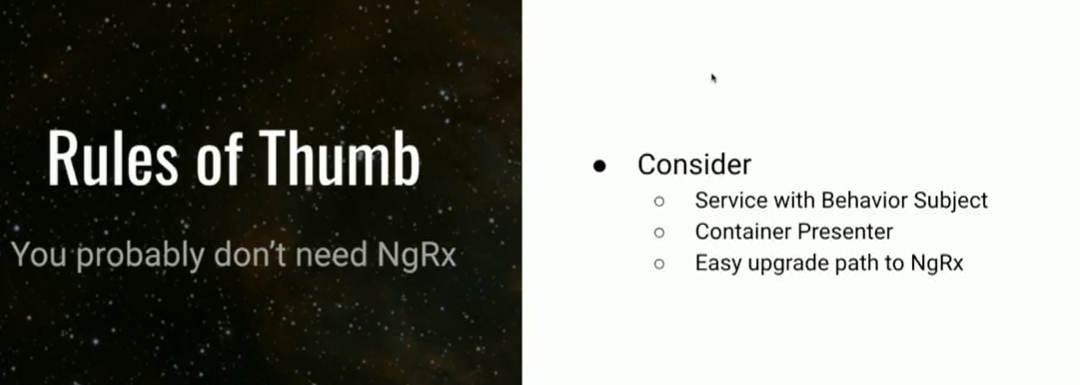 Rules of Thumb
You probably don't need NgRx
● Consider
○ Service with Behavior Subject
○ Container Presenter
○ Easy upgrade path to NgRx